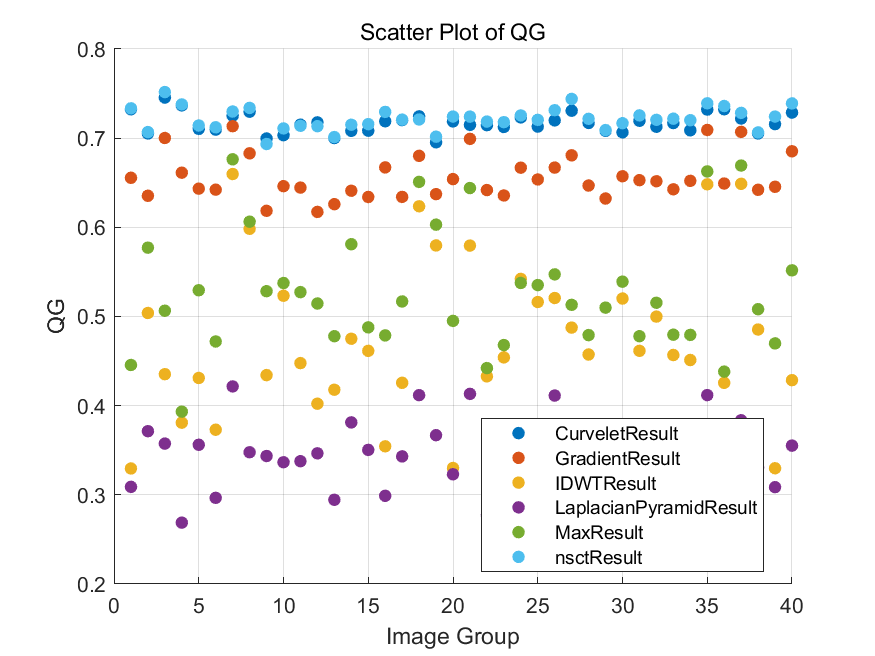 Scatter Plot of QG
0.8
0.7
0.6
0.5
0.4
0.3
0.2
QG
CurveletResult
GradientResult
IDWTResult
LaplacianPyramidResult
MaxResult
nsctResult
0 5 10 15 20 25 30 35 40
Image Group